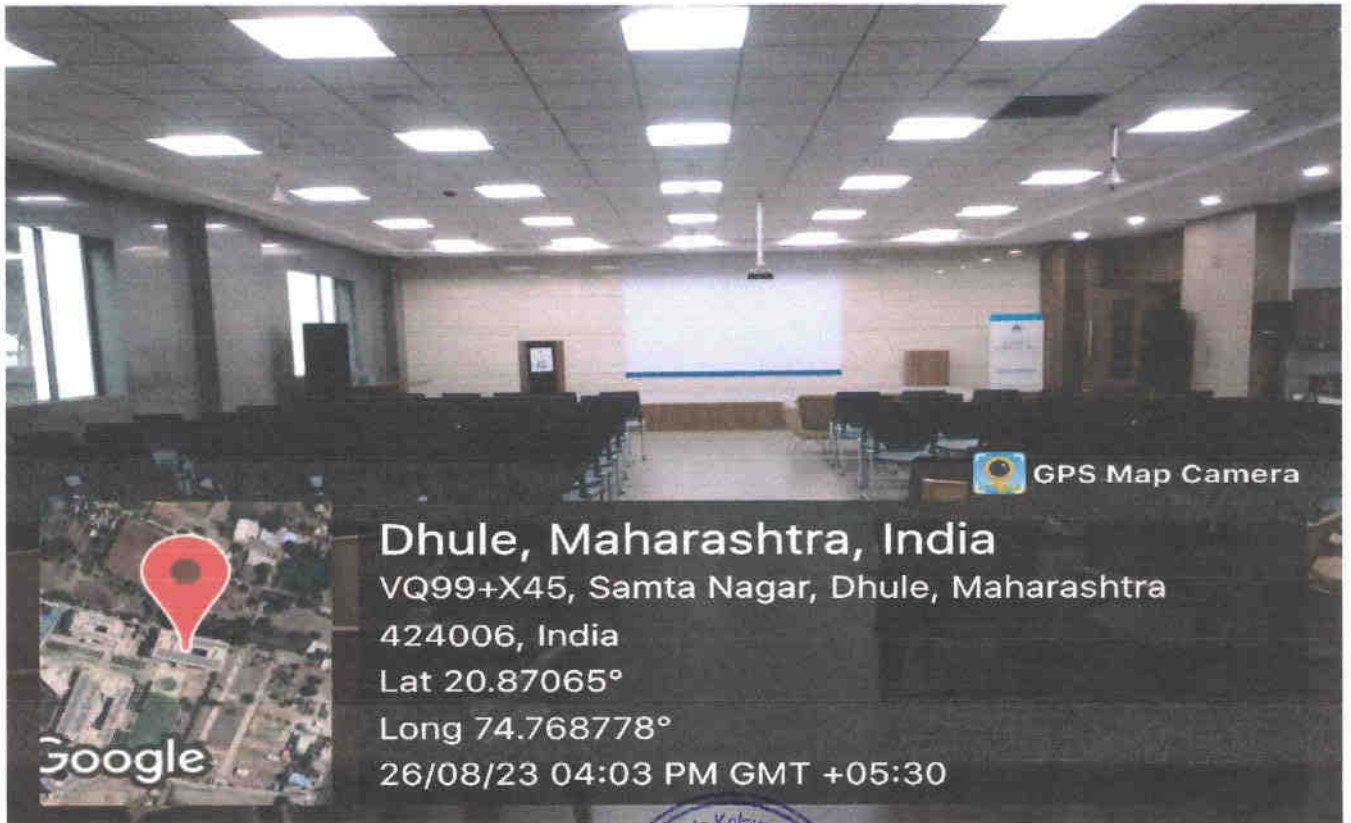 GPS Map Camera
Dhule, Maharashtra, India
VQ99+X45, Samta Nagar, Dhule, Maharashtra
424006, India
Lat 20.87065°
Long 74.768778°
26/08/23 04:03 PM GMT +05:30
Google